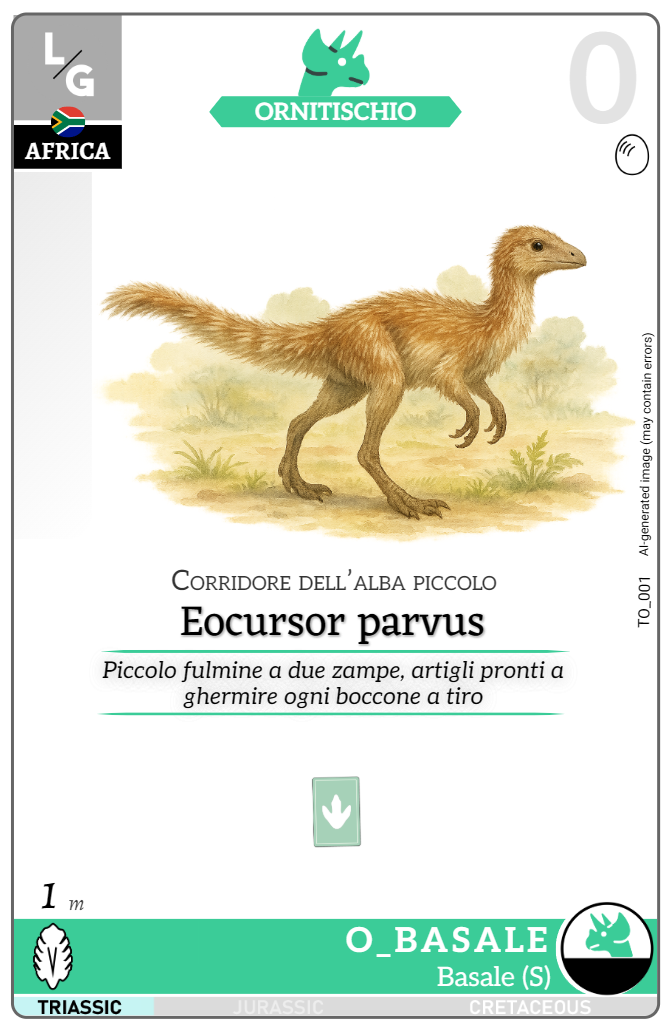 L/G
ORNITISCHIO
0
AFRICA
AI-generated image (may contain errors)
TO_001
Corridore dell'alba piccolo
Eocursor parvus
Piccolo fulmine a due zampe, artigli pronti a
ghermire ogni boccone a tiro
1 m
V
O_BASALE
Basale (S)
TRIASSIC
JURASSIC
CRETACEOUS